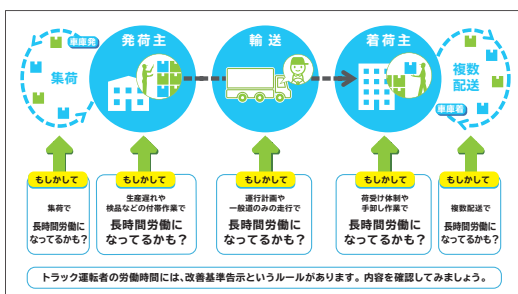 車庫発
集荷
発荷主
輸送
着荷主
複数
配送
車庫着
もしかして
集荷で
長時間労働に
なってるかも？
もしかして
生産遅れや
検品などの付帯作業で
長時間労働に
なってるかも？
もしかして
運行計画や
一般道のみの走行で
長時間労働に
なってるかも？
もしかして
荷受け体制や
手卸し作業で
長時間労働に
なってるかも？
もしかして
複数配送で
長時間労働に
なってるかも？
トラック運転者の労働時間には、改善基準告示というルールがあります。内容を確認してみましょう。